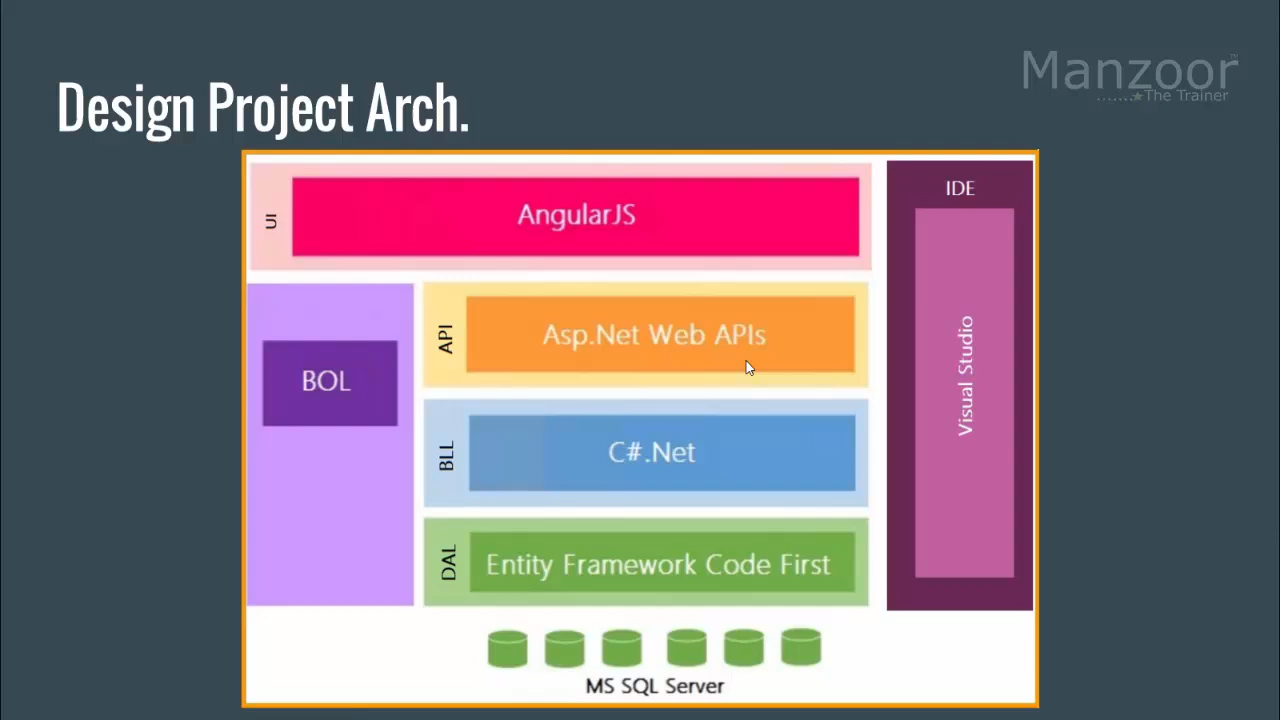 Manzoor™
.......★The Trainer
Design Project Arch.
UI
AngularJS
IDE
Visual Studio
BOL
API
Asp.Net Web APIs
BLL
C#.Net
DAL
Entity Framework Code First
MS SQL Server